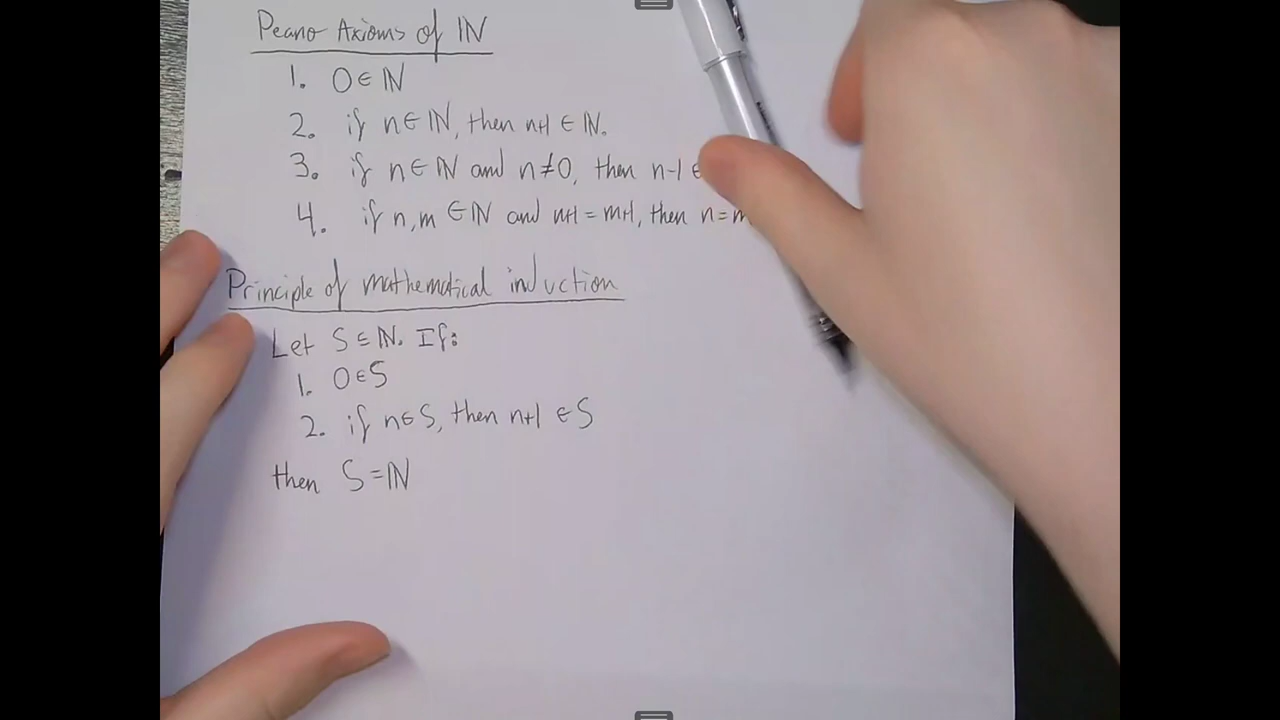 Peano Axioms of ℕ
1. 0 ∈ ℕ
2. if n ∈ ℕ, then n+1 ∈ ℕ.
3. if n ∈ ℕ and n ≠ 0, then n-1 ∈
4. if n, m ∈ ℕ and n+1 = m+1, then n = m
Principle of mathematical induction
Let S ⊆ ℕ. If:
1. 0 ∈ S
2. if n ∈ S, then n+1 ∈ S
then S = ℕ